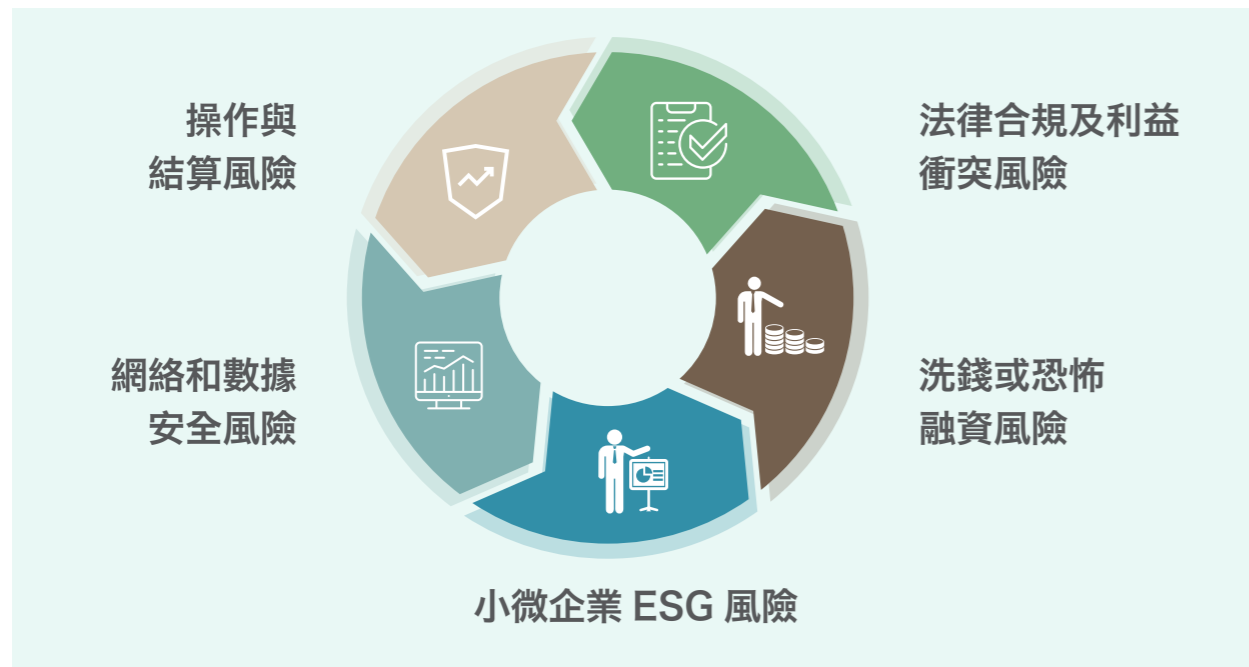 操作與
結算風險
法律合規及利益
衝突風險
網絡和數據
安全風險
洗錢或恐怖
融資風險
小微企業 ESG 風險